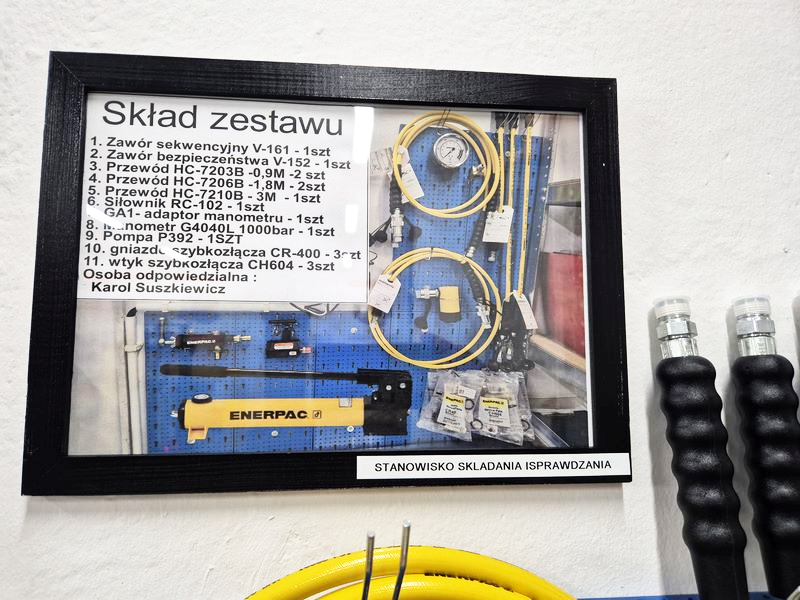 Skład zestawu
1. Zawór sekwencyjny V-161 - 1szt
2. Zawór bezpieczeństwa V-152 - 1szt
3. Przewód HC-7203B -0,9M -2 szt
4. Przewód HC-7206B -1,8M - 2szt
5. Przewód HC-7210B - 3M - 1szt
6. Siłownik RC-102 - 1szt
GA1- adaptor manometru - 1szt
8. Manometr G4040L 1000bar - 1szt
9. Pompa P392 - 1SZT
10. gniazdo szybkozłącza CR-400 - 3szt
11. wtyk szybkozłącza CH604 - 3szt
Osoba odpowiedzialna :
Karol Suszkiewicz
ENERPAC
ENERPAC
STANOWISKO SKLADANIA ISPRAWDZANIA